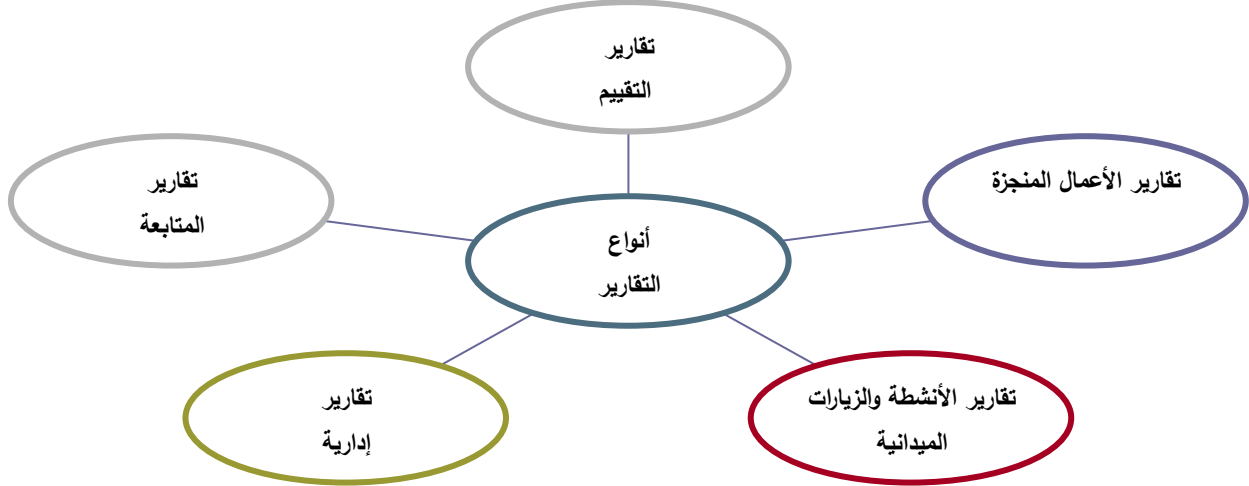 تقارير
التقييم
تقارير الأعمال المنجزة
تقارير
المتابعة
أنواع
التقارير
تقارير الأنشطة والزيارات
الميدانية
تقارير
إدارية